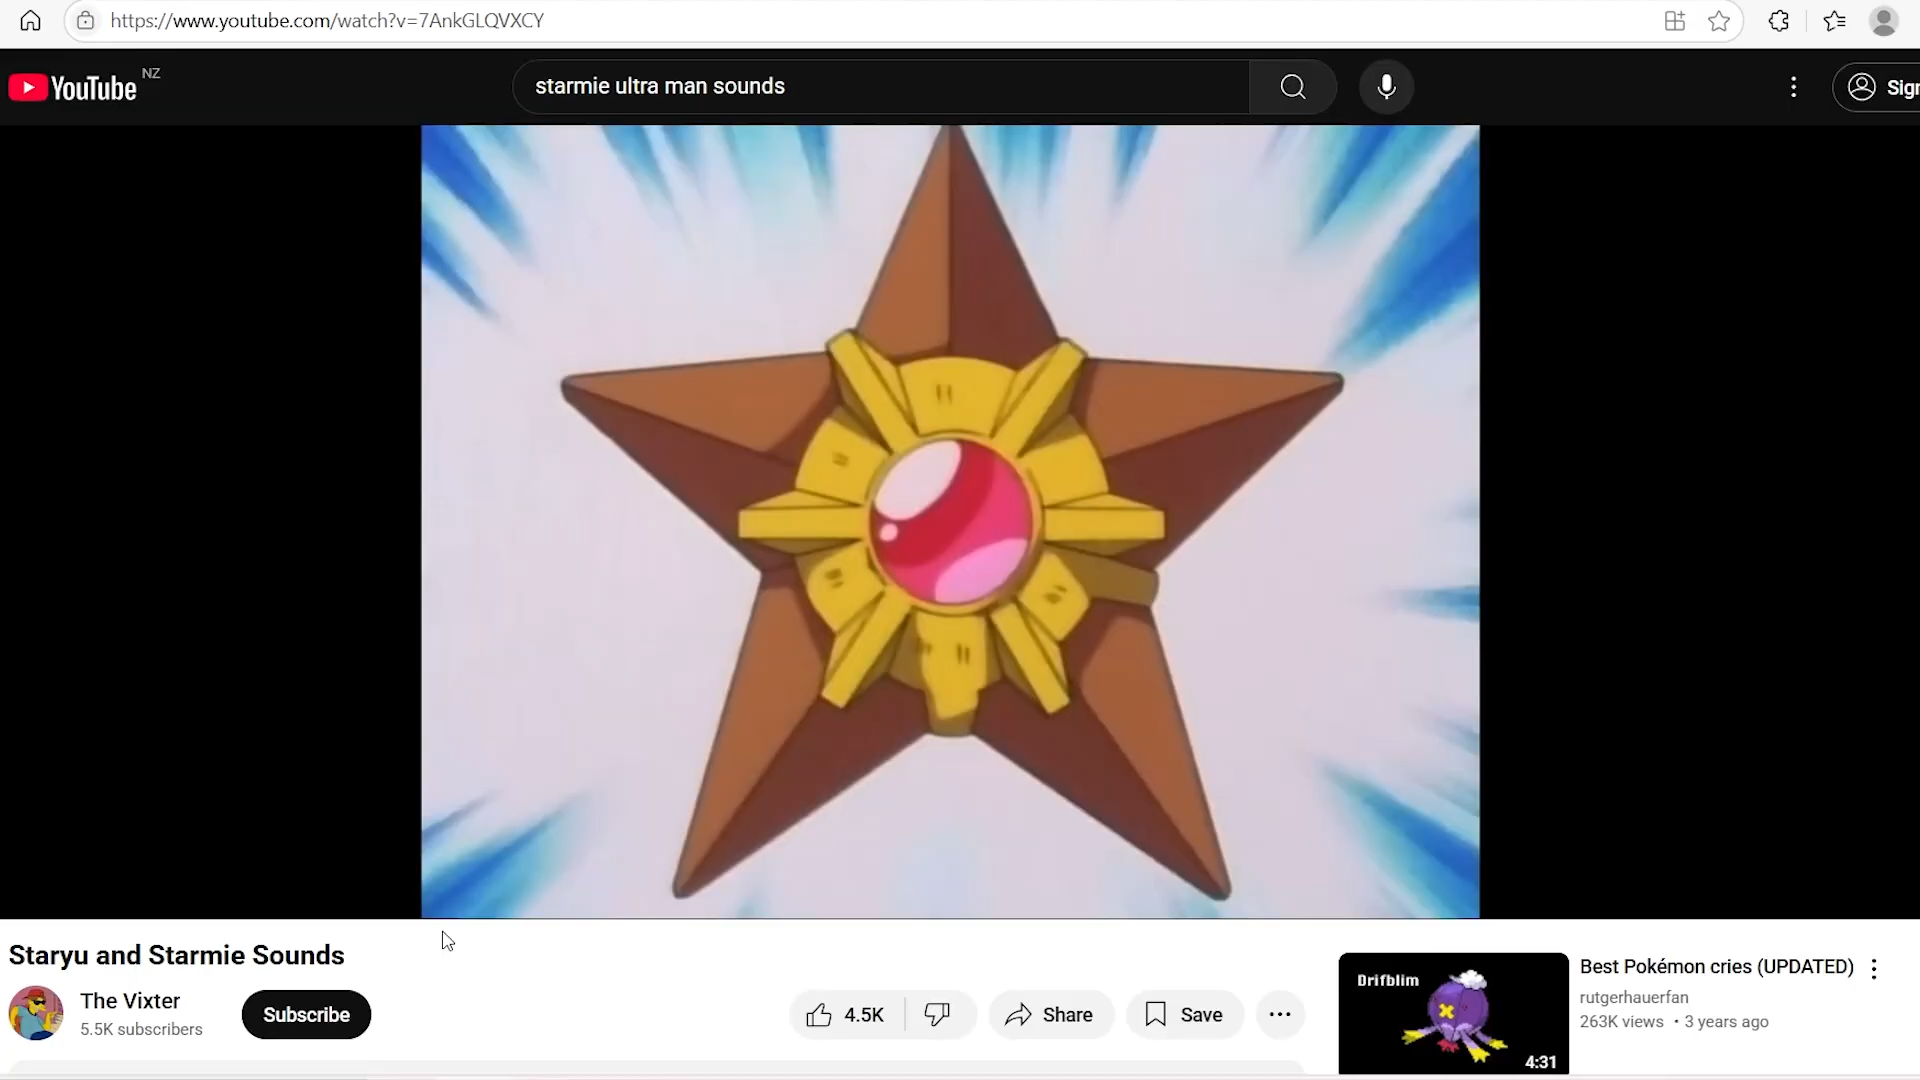 https://www.youtube.com/watch?v=7AnkGLQVXCY
YouTube NZ
starmie ultra man sounds
Sign
Staryu and Starmie Sounds
The Vixter
5.5K subscribers
Subscribe
4.5K
Share
Save
Drifblim
4:31
Best Pokémon cries (UPDATED)
rutgerhauerfan
263K views • 3 years ago